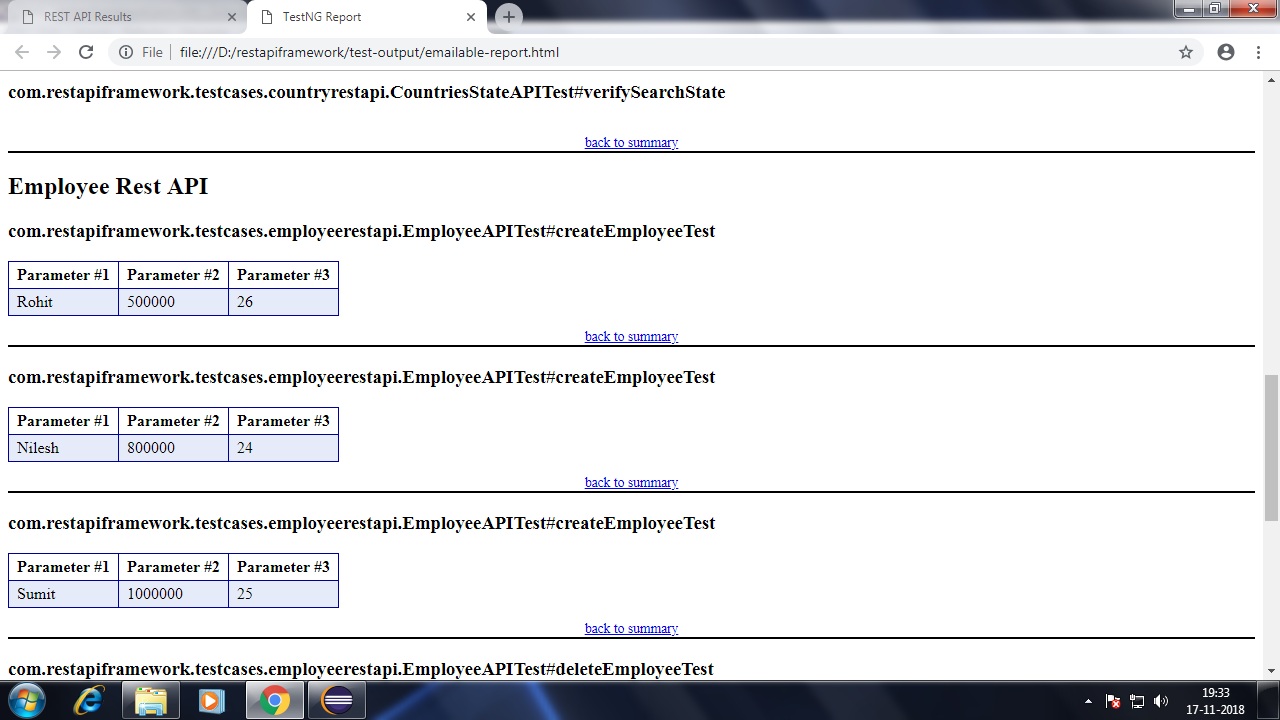 REST API Results
TestNG Report
File file:///D:/restapiframework/test-output/emailable-report.html
com.restapiframework.testcases.countryrestapi.CountriesStateAPITest#verifySearchState
back to summary
Employee Rest API
com.restapiframework.testcases.employeerestapi.EmployeeAPITest#createEmployeeTest
Parameter #1 Parameter #2 Parameter #3
Rohit 500000 26
back to summary
com.restapiframework.testcases.employeerestapi.EmployeeAPITest#createEmployeeTest
Parameter #1 Parameter #2 Parameter #3
Nilesh 800000 24
back to summary
com.restapiframework.testcases.employeerestapi.EmployeeAPITest#createEmployeeTest
Parameter #1 Parameter #2 Parameter #3
Sumit 1000000 25
back to summary
com.restapiframework.testcases.employeerestapi.EmployeeAPITest#deleteEmployeeTest
19:33
17-11-2018